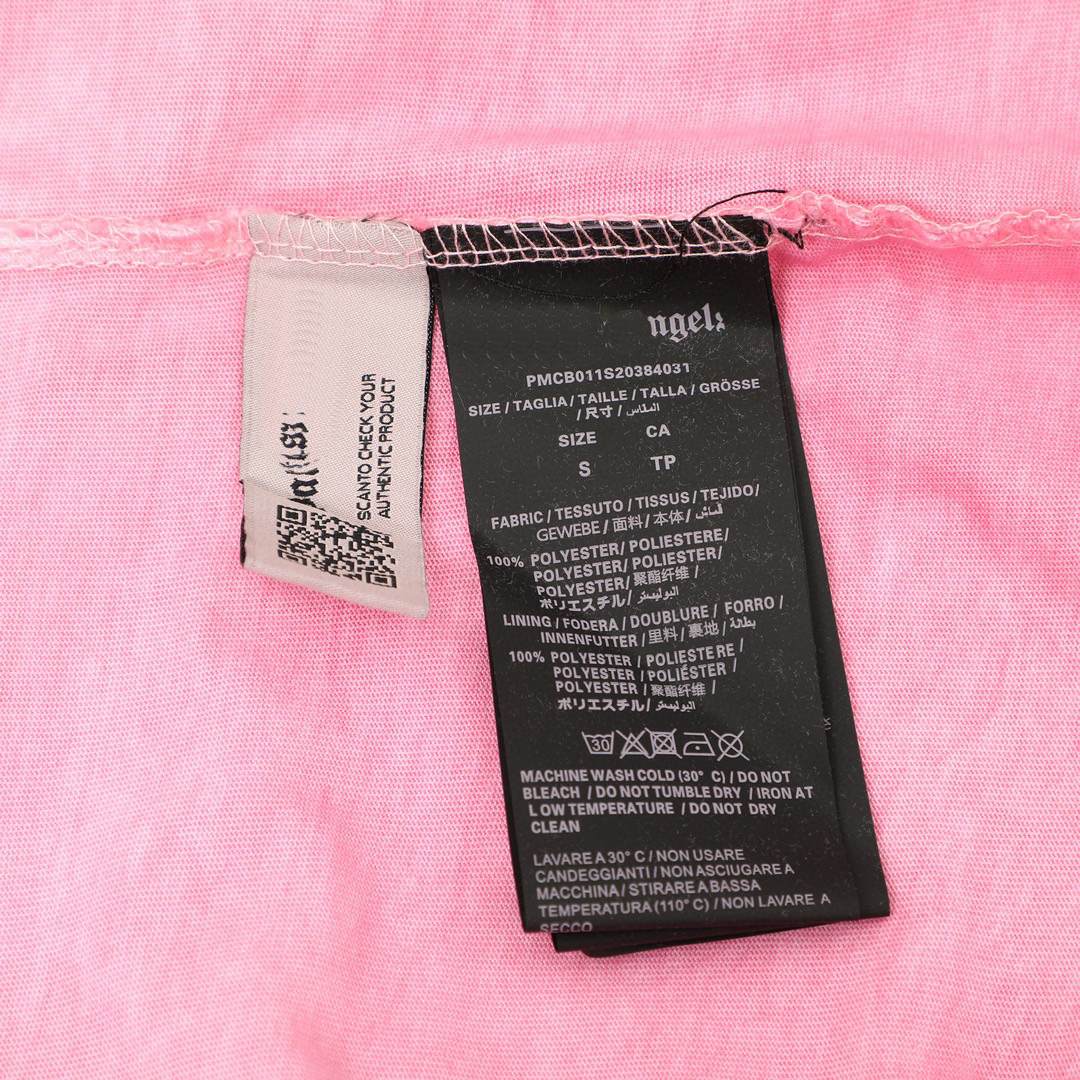 SCAN TO CHECK YOUR
AUTHENTIC PRODUCT
ngel
PMCB011S20384031
SIZE / TAGLIA / TAILLE / TALLA / GRÖSSE
/ 尺寸 / المقاس
SIZE CA
S TP
FABRIC / TESSUTO / TISSUS / TEJIDO/
GEWEBE / 面料 / 本体 / قماش
100% POLYESTER/ POLIESTERE/
POLYESTER/ POLIÉSTER/
POLYESTER/ 聚酯纤维 /
ポリエステル/ البوليستر
LINING / FODERA / DOUBLURE / FORRO /
INNENFUTTER / 里料 / 裏地 / بطانة
100% POLYESTER / POLIESTERE /
POLYESTER / POLIÉSTER /
POLYESTER / 聚酯纤维 /
ポリエステル/ البوليستر
30
MACHINE WASH COLD (30° C) / DO NOT
BLEACH / DO NOT TUMBLE DRY / IRON AT
LOW TEMPERATURE / DO NOT DRY
CLEAN
LAVARE A 30° C / NON USARE
CANDEGGIANTI / NON ASCIUGARE A
MACCHINA / STIRARE A BASSA
TEMPERATURA (110° C) / NON LAVARE A
SECCO